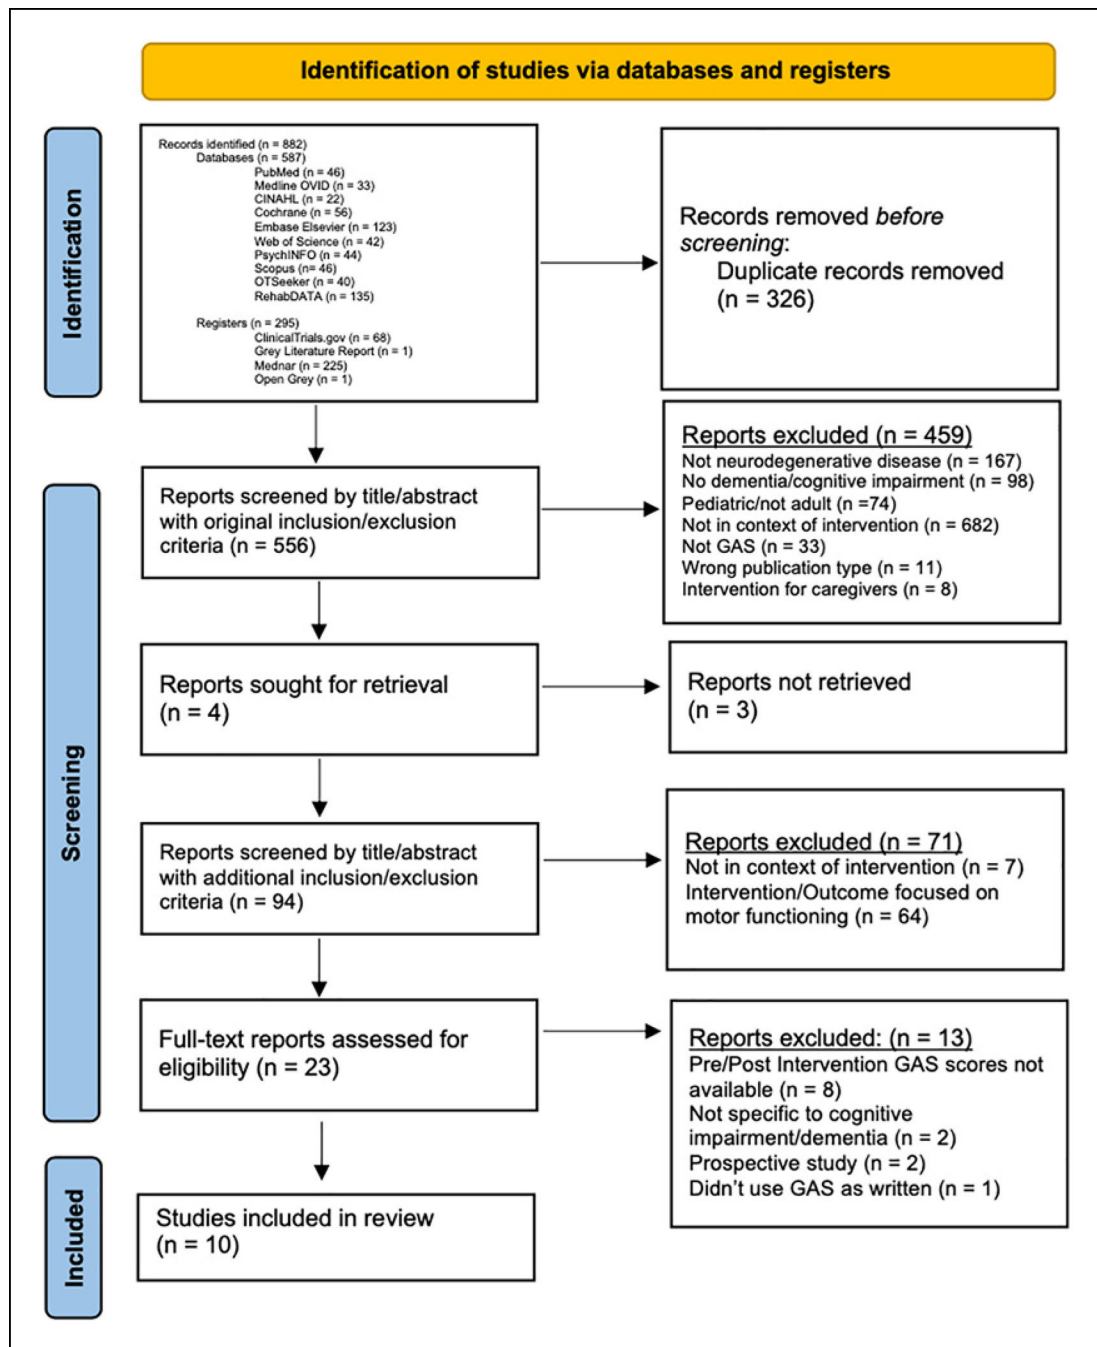 Identification of studies via databases and registers
Identification
Records identified (n = 882)
Databases (n = 587)
PubMed (n = 46)
Medline OVID (n = 33)
CINAHL (n = 22)
Cochrane (n = 56)
Embase Elsevier (n = 123)
Web of Science (n = 42)
PsychINFO (n = 44)
Scopus (n= 46)
OTSeeker (n = 40)
RehabDATA (n = 135)
Registers (n = 295)
ClinicalTrials.gov (n = 68)
Grey Literature Report (n = 1)
Mednar (n = 225)
Open Grey (n = 1)
Records removed before
screening:
Duplicate records removed
(n = 326)
Screening
Reports screened by title/abstract
with original inclusion/exclusion
criteria (n = 556)
Reports excluded (n = 459)
Not neurodegenerative disease (n = 167)
No dementia/cognitive impairment (n = 98)
Pediatric/not adult (n =74)
Not in context of intervention (n = 682)
Not GAS (n = 33)
Wrong publication type (n = 11)
Intervention for caregivers (n = 8)
Reports sought for retrieval
(n = 4)
Reports not retrieved
(n = 3)
Reports screened by title/abstract
with additional inclusion/exclusion
criteria (n = 94)
Reports excluded (n = 71)
Not in context of intervention (n = 7)
Intervention/Outcome focused on
motor functioning (n = 64)
Full-text reports assessed for
eligibility (n = 23)
Reports excluded: (n = 13)
Pre/Post Intervention GAS scores not
available (n = 8)
Not specific to cognitive
impairment/dementia (n = 2)
Prospective study (n = 2)
Didn't use GAS as written (n = 1)
Included
Studies included in review
(n = 10)